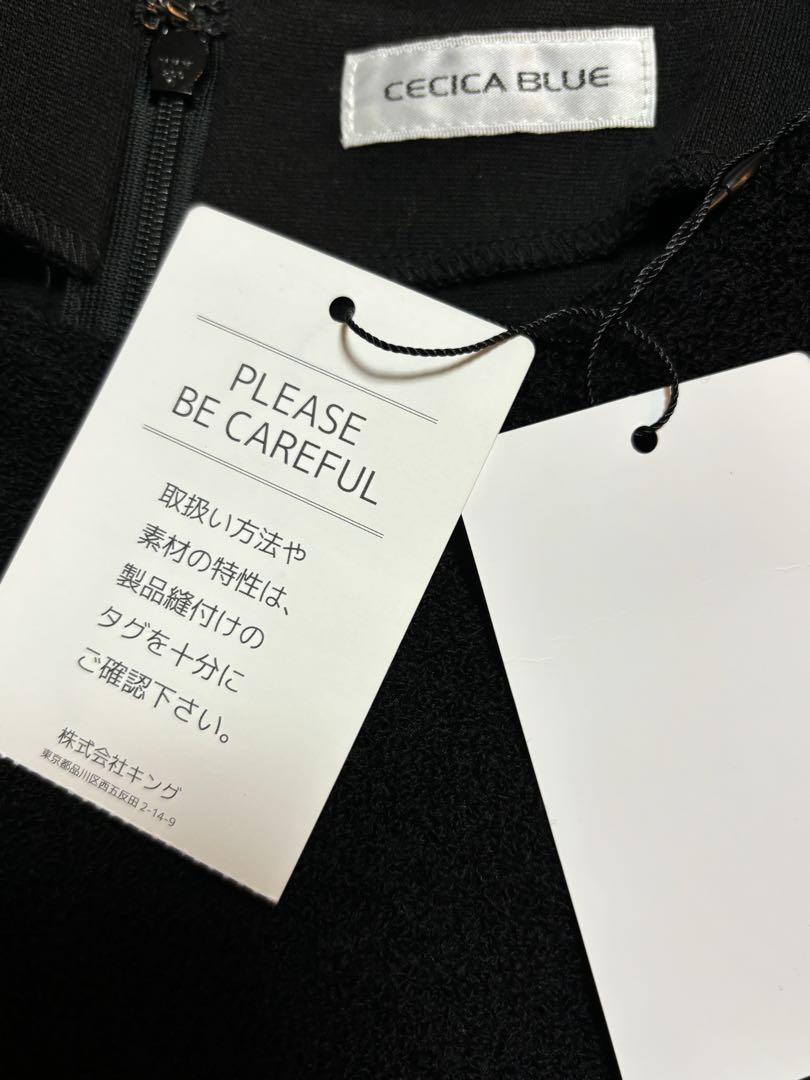 CECICA BLUE
PLEASE
BE CAREFUL
取扱い方法や
素材の特性は、
製品縫付けの
タグを十分に
ご確認下さい。
株式会社キング
東京都品川区西五反田2-14-9